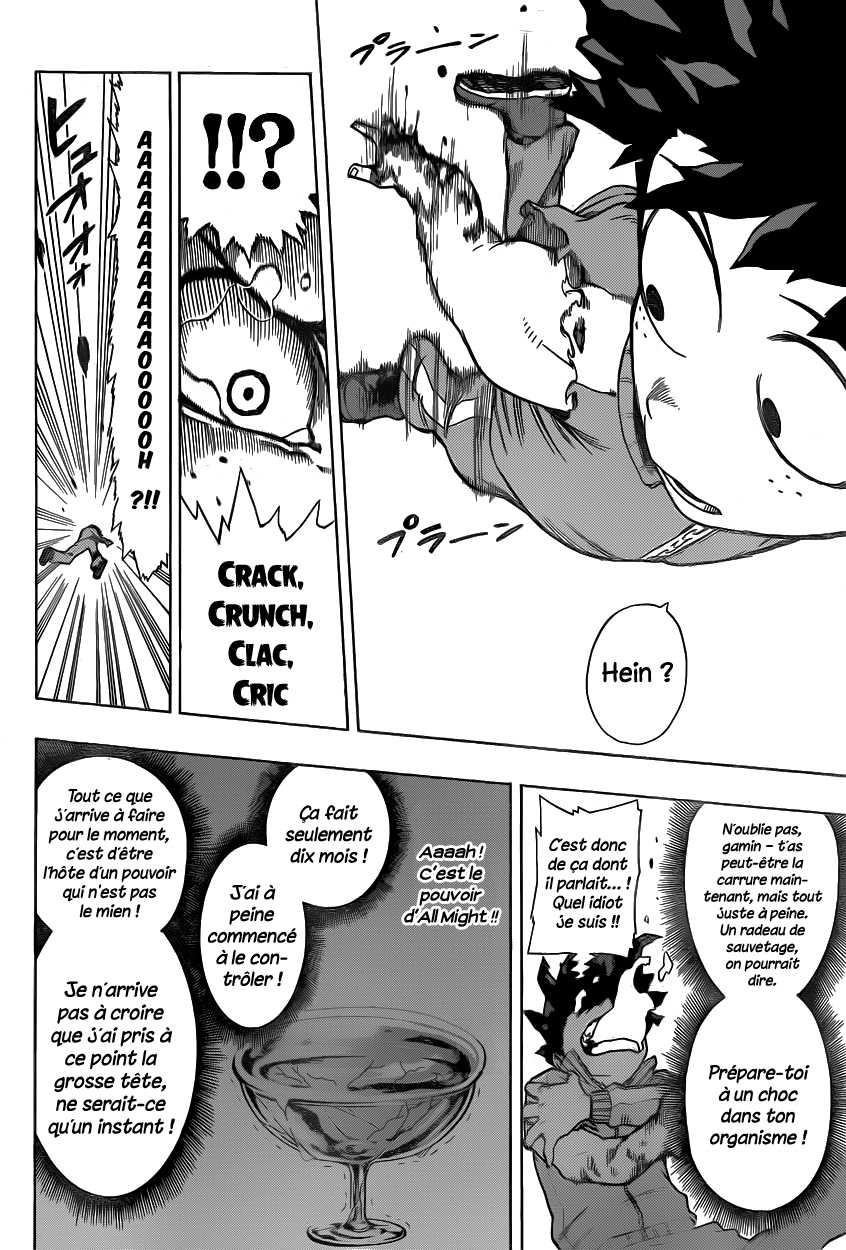 プラーン
プラーン
Hein ?
!!?
CRACK,
CRUNCH,
CLAC,
CRIC
AAAAAAAAAAAOOOOOH
?!!
ヒュオオオオ
N'oublie pas,
gamin – t'as
peut-être la
carrure main-
tenant, mais tout
juste à peine.
Un radeau de
sauvetage,
on pourrait
dire.
Prépare-toi
à un choc
dans ton
organisme !
C'est donc
de ça dont
il parlait... !
Quel idiot
je suis !!
Aaaah !
C'est le
pouvoir
d'All Might !!
Ça fait
seulement
dix mois !
J'ai à
peine
commencé
à le con-
trôler !
Tout ce que
j'arrive à faire
pour le moment,
c'est d'être
l'hôte d'un pouvoir
qui n'est pas
le mien !
Je n'arrive
pas à croire
que j'ai pris à
ce point la
grosse tête,
ne serait-ce
qu'un instant !